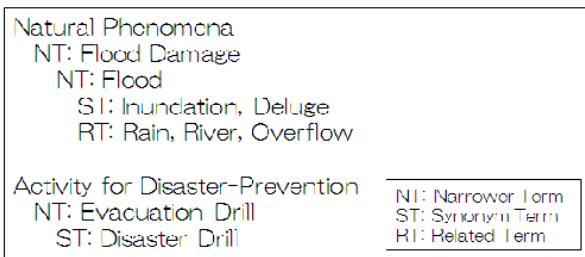 Natural Phenomena
NT: Flood Damage
NT: Flood
ST: Inundation, Deluge
RT: Rain, River, Overflow
Activity for Disaster-Prevention
NT: Evacuation Drill
ST: Disaster Drill
NT: Narrower Term
ST: Synonym Term
RT: Related Term